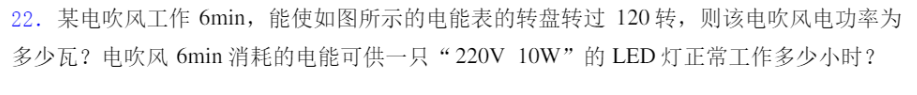 22．某电吹风工作 6min，能使如图所示的电能表的转盘转过 120 转，则该电吹风电功率为
多少瓦？电吹风 6min 消耗的电能可供一只“220V 10W”的 LED 灯正常工作多少小时？